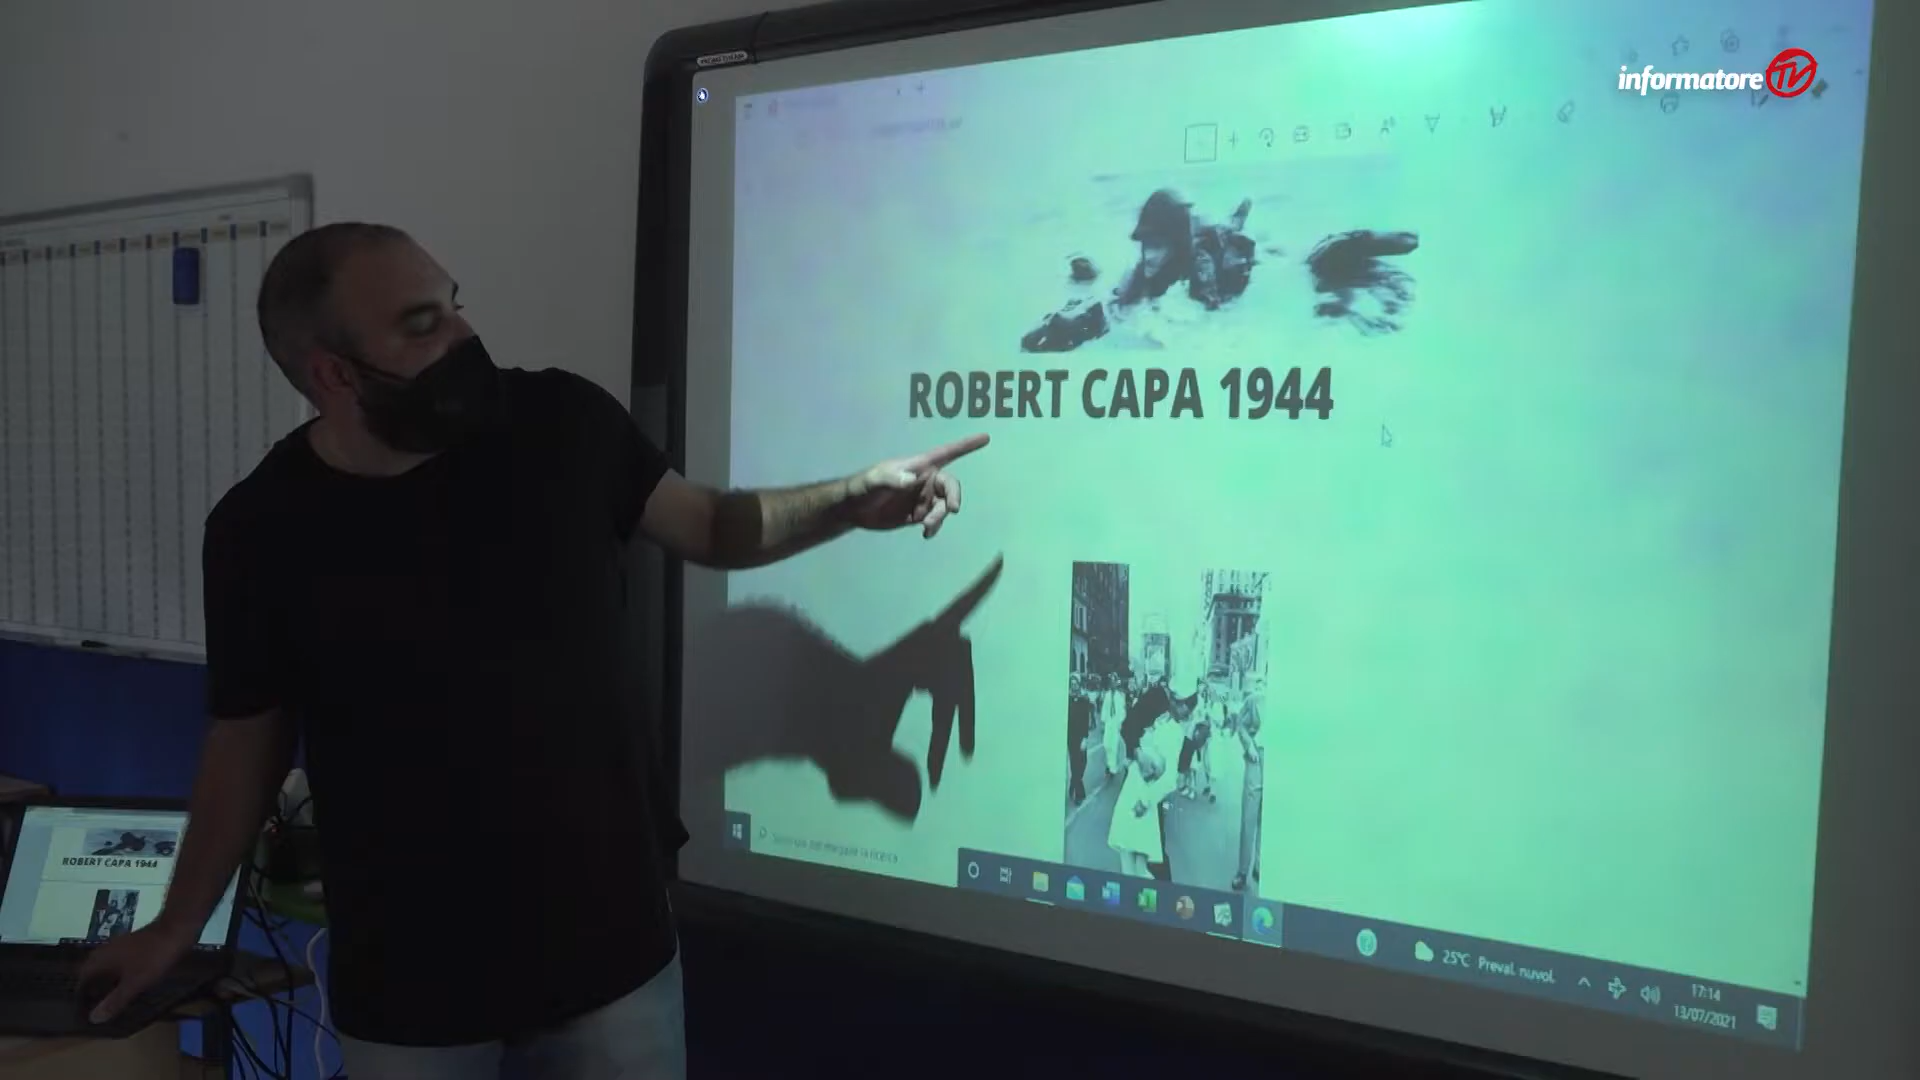 informatore TV
ROBERT CAPA 1944
ROBERT CAPA 1944
25°C Preval. nuvol.
17:14
13/07/2021